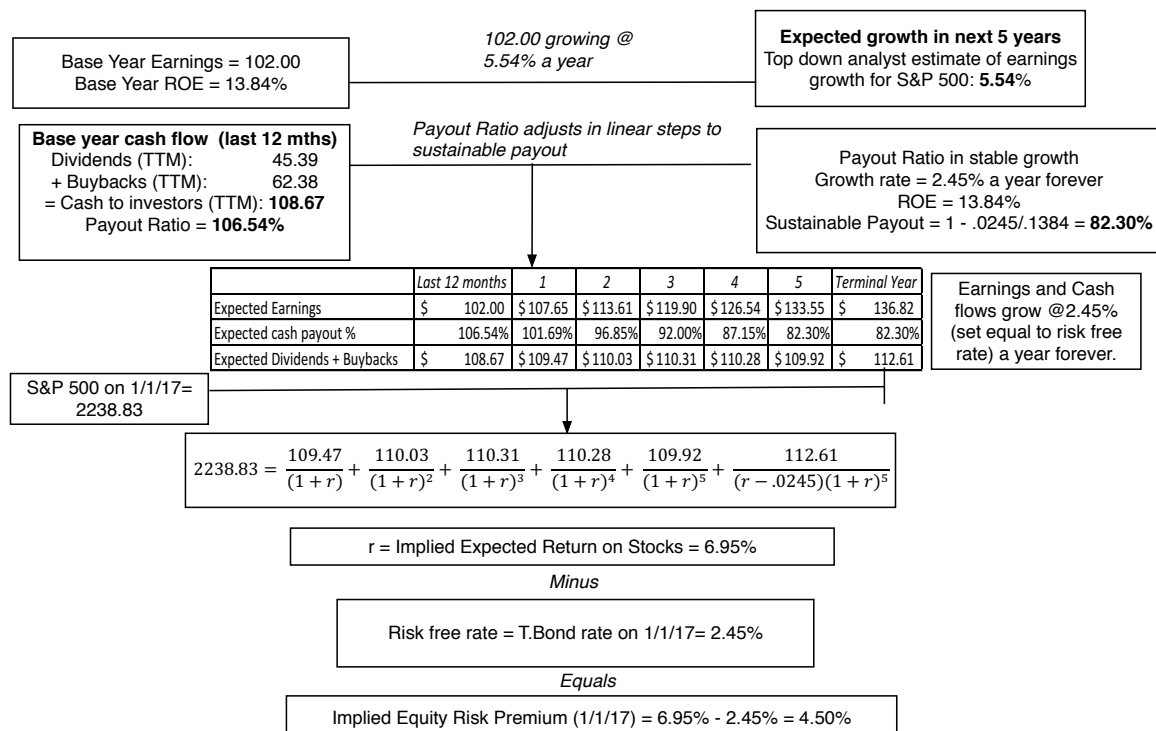 Base Year Earnings = 102.00
Base Year ROE = 13.84%
102.00 growing @
5.54% a year
Expected growth in next 5 years
Top down analyst estimate of earnings
growth for S&P 500: 5.54%
Base year cash flow (last 12 mths)
Dividends (TTM): 45.39
+ Buybacks (TTM): 62.38
= Cash to investors (TTM): 108.67
Payout Ratio = 106.54%
Payout Ratio adjusts in linear steps to
sustainable payout
Payout Ratio in stable growth
Growth rate = 2.45% a year forever
ROE = 13.84%
Sustainable Payout = 1 - .0245/.1384 = 82.30%
Last 12 months 1 2 3 4 5 Terminal Year
Expected Earnings $ 102.00 $107.65 $113.61 $119.90 $126.54 $133.55 $ 136.82
Expected cash payout % 106.54% 101.69% 96.85% 92.00% 87.15% 82.30% 82.30%
Expected Dividends + Buybacks $ 108.67 $109.47 $110.03 $110.31 $110.28 $109.92 $ 112.61
Earnings and Cash
flows grow @2.45%
(set equal to risk free
rate) a year forever.
S&P 500 on 1/1/17=
2238.83
2238.83 = 109.47/(1 + r) + 110.03/(1 + r)² + 110.31/(1 + r)³ + 110.28/(1 + r)⁴ + 109.92/(1 + r)⁵ + 112.61/(r − .0245)(1 + r)⁵
r = Implied Expected Return on Stocks = 6.95%
Minus
Risk free rate = T.Bond rate on 1/1/17= 2.45%
Equals
Implied Equity Risk Premium (1/1/17) = 6.95% - 2.45% = 4.50%